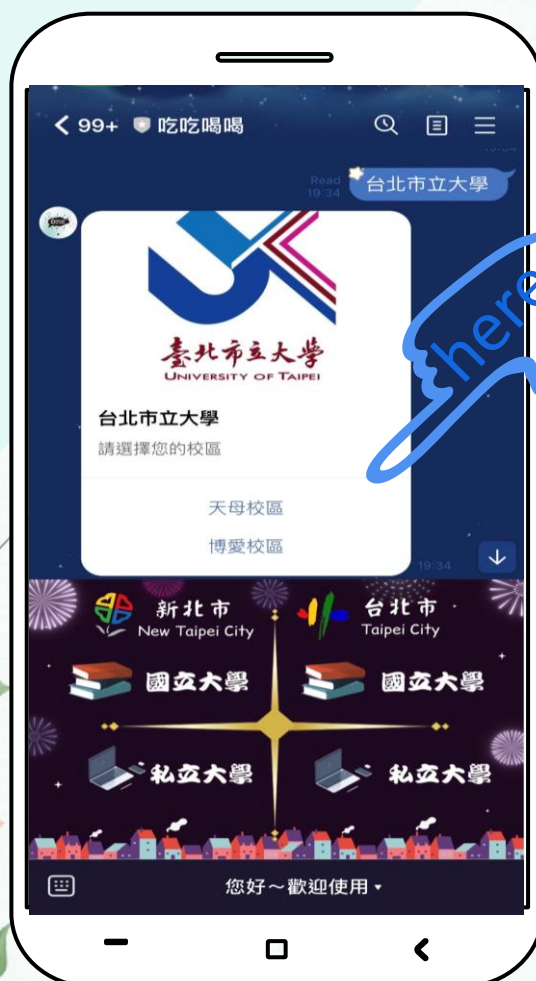 99+ 吃吃喝喝
Read
19:34
台北市立大學
here
臺北市立大學
UNIVERSITY OF TAIPEI
台北市立大學
請選擇您的校區
天母校區
博愛校區
19:34
新北市
New Taipei City
台北市
Taipei City
國立大學
國立大學
私立大學
私立大學
您好～歡迎使用